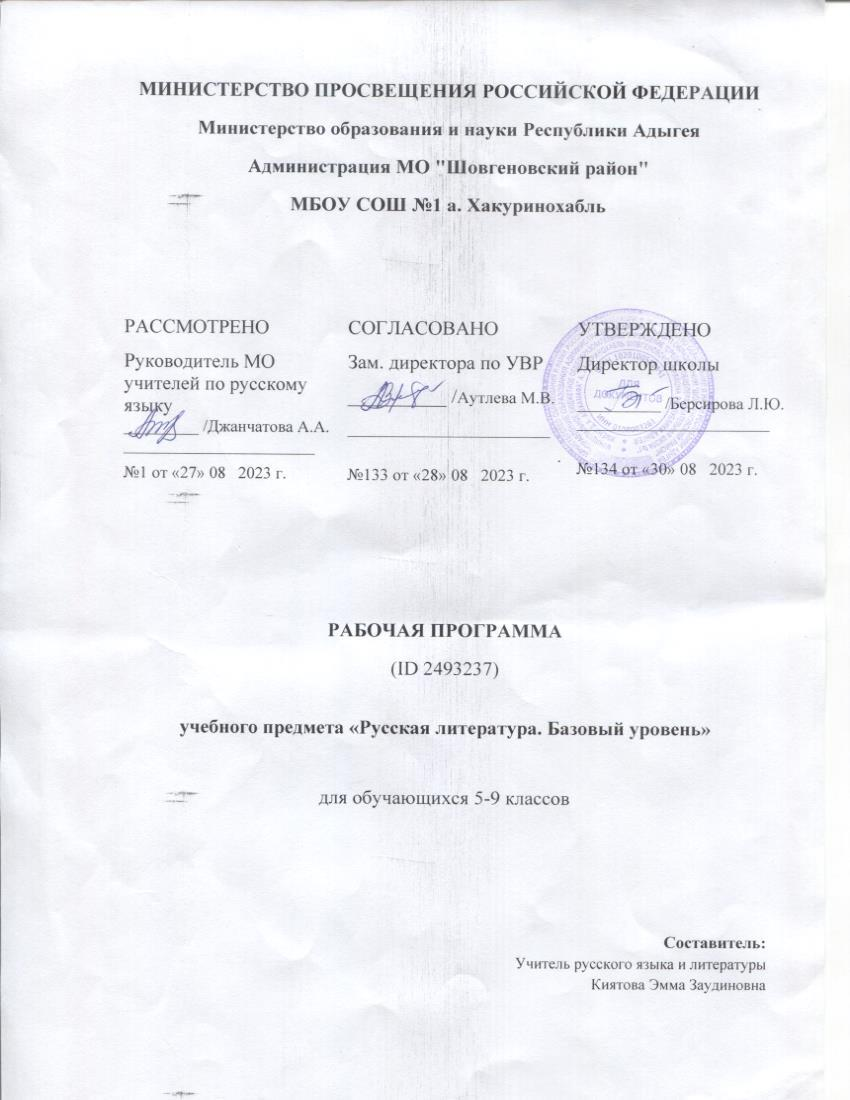 МИНИСТЕРСТВО ПРОСВЕЩЕНИЯ РОССИЙСКОЙ ФЕДЕРАЦИИ
Министерство образования и науки Республики Адыгея
Администрация МО "Шовгеновский район"
МБОУ СОШ №1 а. Хакуринохабль
РАССМОТРЕНО
Руководитель МО
учителей по русскому
языку
/Джанчатова А.А.
№1 от «27» 08 2023 г.
СОГЛАСОВАНО
Зам. директора по УВР
/Аутлева М.В.
№133 от «28» 08 2023 г.
УТВЕРЖДЕНО
Директор школы
/Берсирова Л.Ю.
№134 от «30» 08 2023 г.
для
документов
РАБОЧАЯ ПРОГРАММА
(ID 2493237)
учебного предмета «Русская литература. Базовый уровень»
для обучающихся 5-9 классов
Составитель:
Учитель русского языка и литературы
Киятова Эмма Заудиновна